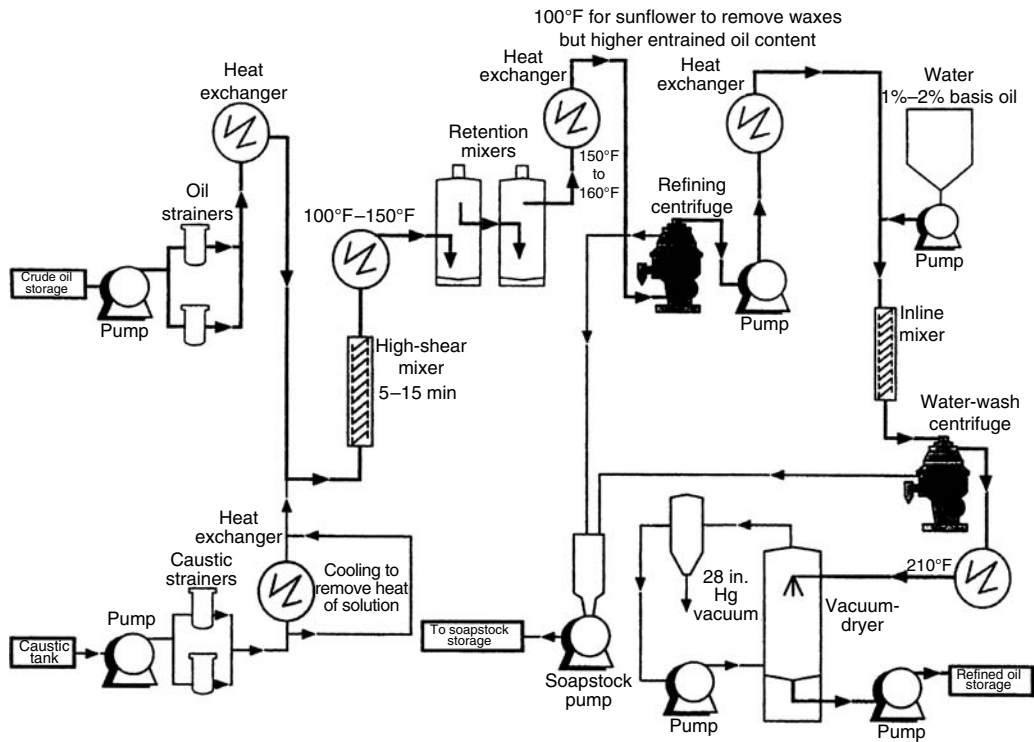 100°F for sunflower to remove waxes
but higher entrained oil content
Heat
exchanger
Heat
exchanger
Heat
exchanger
Water
1%–2% basis oil
Retention
mixers
150°F
to
160°F
Oil
strainers
100°F–150°F
Refining
centrifuge
Crude oil
storage
Pump
Pump
Pump
High-shear
mixer
5–15 min
Inline
mixer
Water-wash
centrifuge
Heat
exchanger
Caustic
strainers
Cooling to
remove heat
of solution
28 in.
Hg
vacuum
210°F
Vacuum-
dryer
Pump
Caustic
tank
To soapstock
storage
Soapstock
pump
Pump
Pump
Refined oil
storage